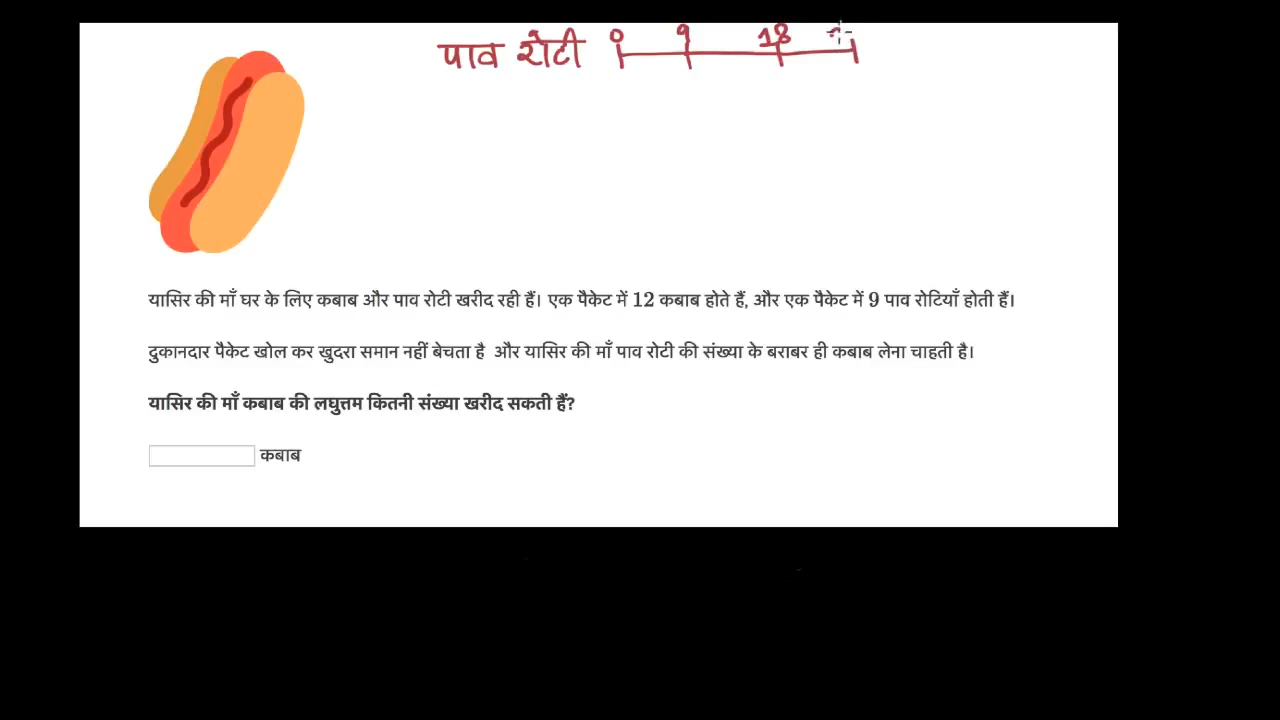 पाव रोटी 0 9 18
यासिर की माँ घर के लिए कबाब और पाव रोटी खरीद रही हैं। एक पैकेट में 12 कबाब होते हैं, और एक पैकेट में 9 पाव रोटियाँ होती हैं।
दुकानदार पैकेट खोल कर खुदरा समान नहीं बेचता है और यासिर की माँ पाव रोटी की संख्या के बराबर ही कबाब लेना चाहती है।
यासिर की माँ कबाब की लघुत्तम कितनी संख्या खरीद सकती हैं?
कबाब